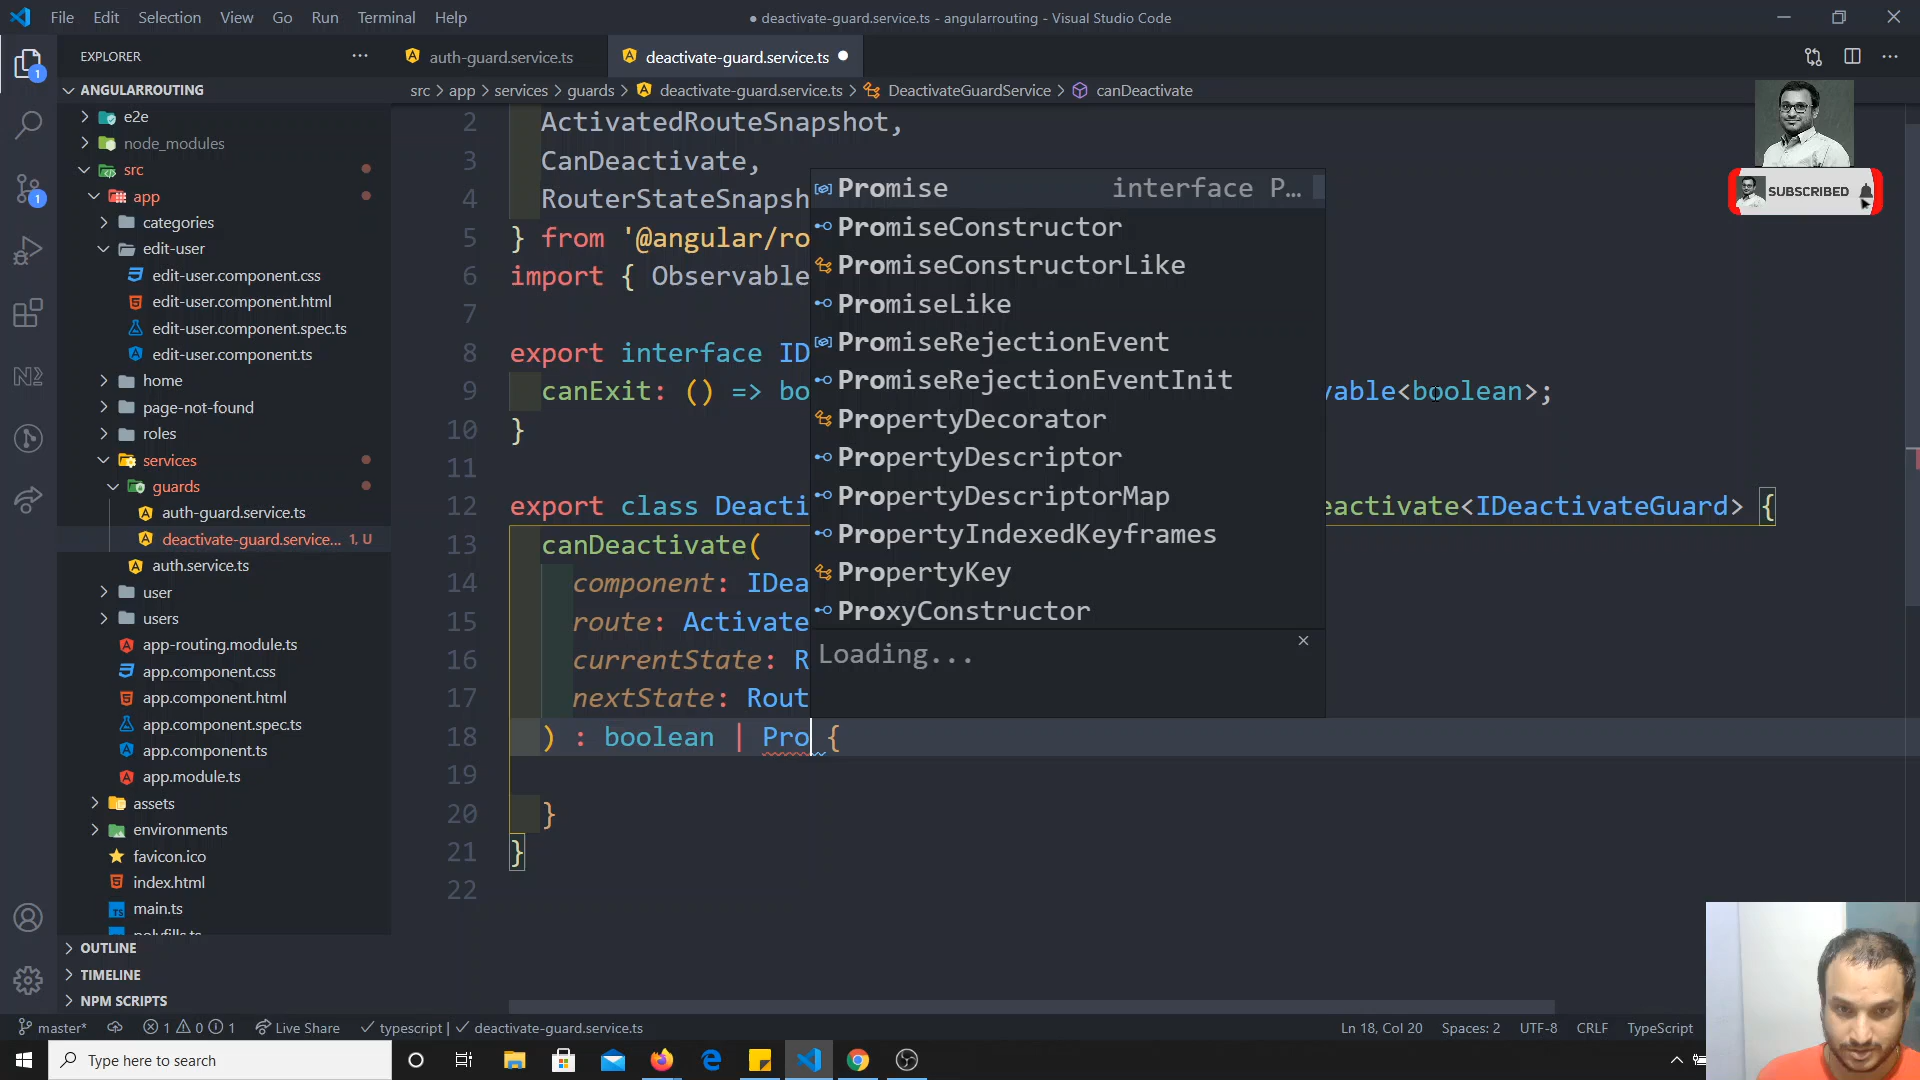 File Edit Selection View Go Run Terminal Help
● deactivate-guard.service.ts - angularrouting - Visual Studio Code
EXPLORER
auth-guard.service.ts
deactivate-guard.service.ts
ANGULARROUTING
src > app > services > guards > deactivate-guard.service.ts > DeactivateGuardService > canDeactivate
e2e
node_modules
src
app
categories
edit-user
edit-user.component.css
edit-user.component.html
edit-user.component.spec.ts
edit-user.component.ts
home
page-not-found
roles
services
guards
auth-guard.service.ts
deactivate-guard.service... 1, U
auth.service.ts
user
users
app-routing.module.ts
app.component.css
app.component.html
app.component.spec.ts
app.component.ts
app.module.ts
assets
environments
favicon.ico
index.html
main.ts
polyfills.ts
OUTLINE
TIMELINE
NPM SCRIPTS
2 ActivatedRouteSnapshot,
3 CanDeactivate,
4 RouterStateSnapsh
5 } from '@angular/ro
6 import { Observable
7
8 export interface ID
9 canExit: () => bo vable<boolean>;
10 }
11
12 export class Deacti eactivate<IDeactivateGuard> {
13 canDeactivate(
14 component: IDea
15 route: Activate
16 currentState: R
17 nextState: Rout
18 ) : boolean | Pro {
19
20 }
21 }
22
Promise interface P...
PromiseConstructor
PromiseConstructorLike
PromiseLike
PromiseRejectionEvent
PromiseRejectionEventInit
PropertyDecorator
PropertyDescriptor
PropertyDescriptorMap
PropertyIndexedKeyframes
PropertyKey
ProxyConstructor
Loading...
SUBSCRIBED
master* 1 0 1 Live Share typescript | deactivate-guard.service.ts
Ln 18, Col 20 Spaces: 2 UTF-8 CRLF TypeScript
Type here to search